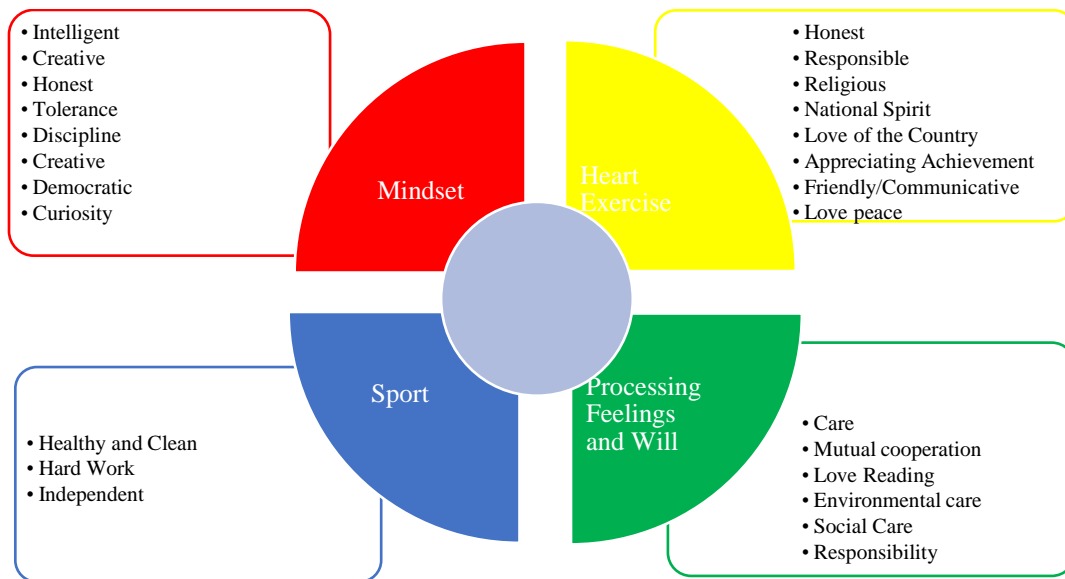 • Intelligent
• Creative
• Honest
• Tolerance
• Discipline
• Creative
• Democratic
• Curiosity
Mindset
• Honest
• Responsible
• Religious
• National Spirit
• Love of the Country
• Appreciating Achievement
• Friendly/Communicative
• Love peace
Heart
Exercise
Sport
• Healthy and Clean
• Hard Work
• Independent
Processing
Feelings
and Will
• Care
• Mutual cooperation
• Love Reading
• Environmental care
• Social Care
• Responsibility